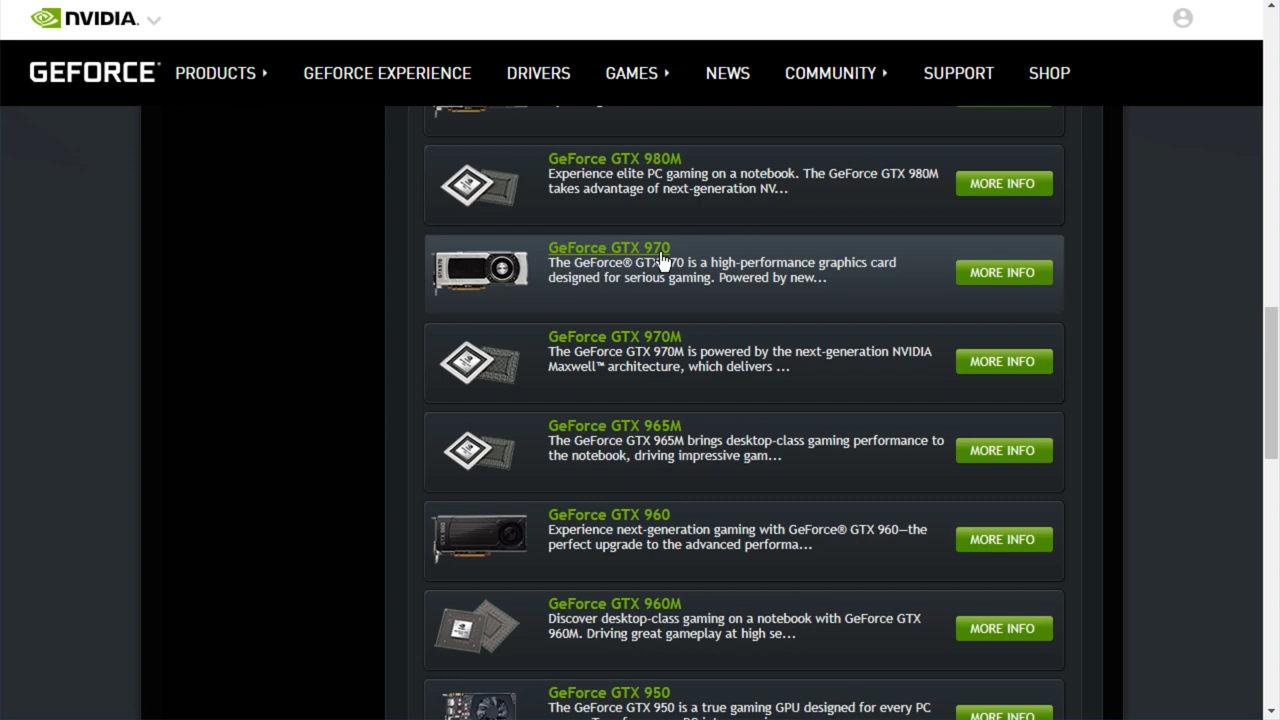 NVIDIA.
GEFORCE® PRODUCTS GEFORCE EXPERIENCE DRIVERS GAMES NEWS COMMUNITY SUPPORT SHOP
GeForce GTX 980M
Experience elite PC gaming on a notebook. The GeForce GTX 980M
takes advantage of next-generation NV...
MORE INFO
GeForce GTX 970
The GeForce® GTX 970 is a high-performance graphics card
designed for serious gaming. Powered by new...
MORE INFO
GeForce GTX 970M
The GeForce GTX 970M is powered by the next-generation NVIDIA
Maxwell™ architecture, which delivers ...
MORE INFO
GeForce GTX 965M
The GeForce GTX 965M brings desktop-class gaming performance to
the notebook, driving impressive gam...
MORE INFO
GeForce GTX 960
Experience next-generation gaming with GeForce® GTX 960—the
perfect upgrade to the advanced performa...
MORE INFO
GeForce GTX 960M
Discover desktop-class gaming on a notebook with GeForce GTX
960M. Driving great gameplay at high se...
MORE INFO
GeForce GTX 950
The GeForce GTX 950 is a true gaming GPU designed for every PC
MORE INFO